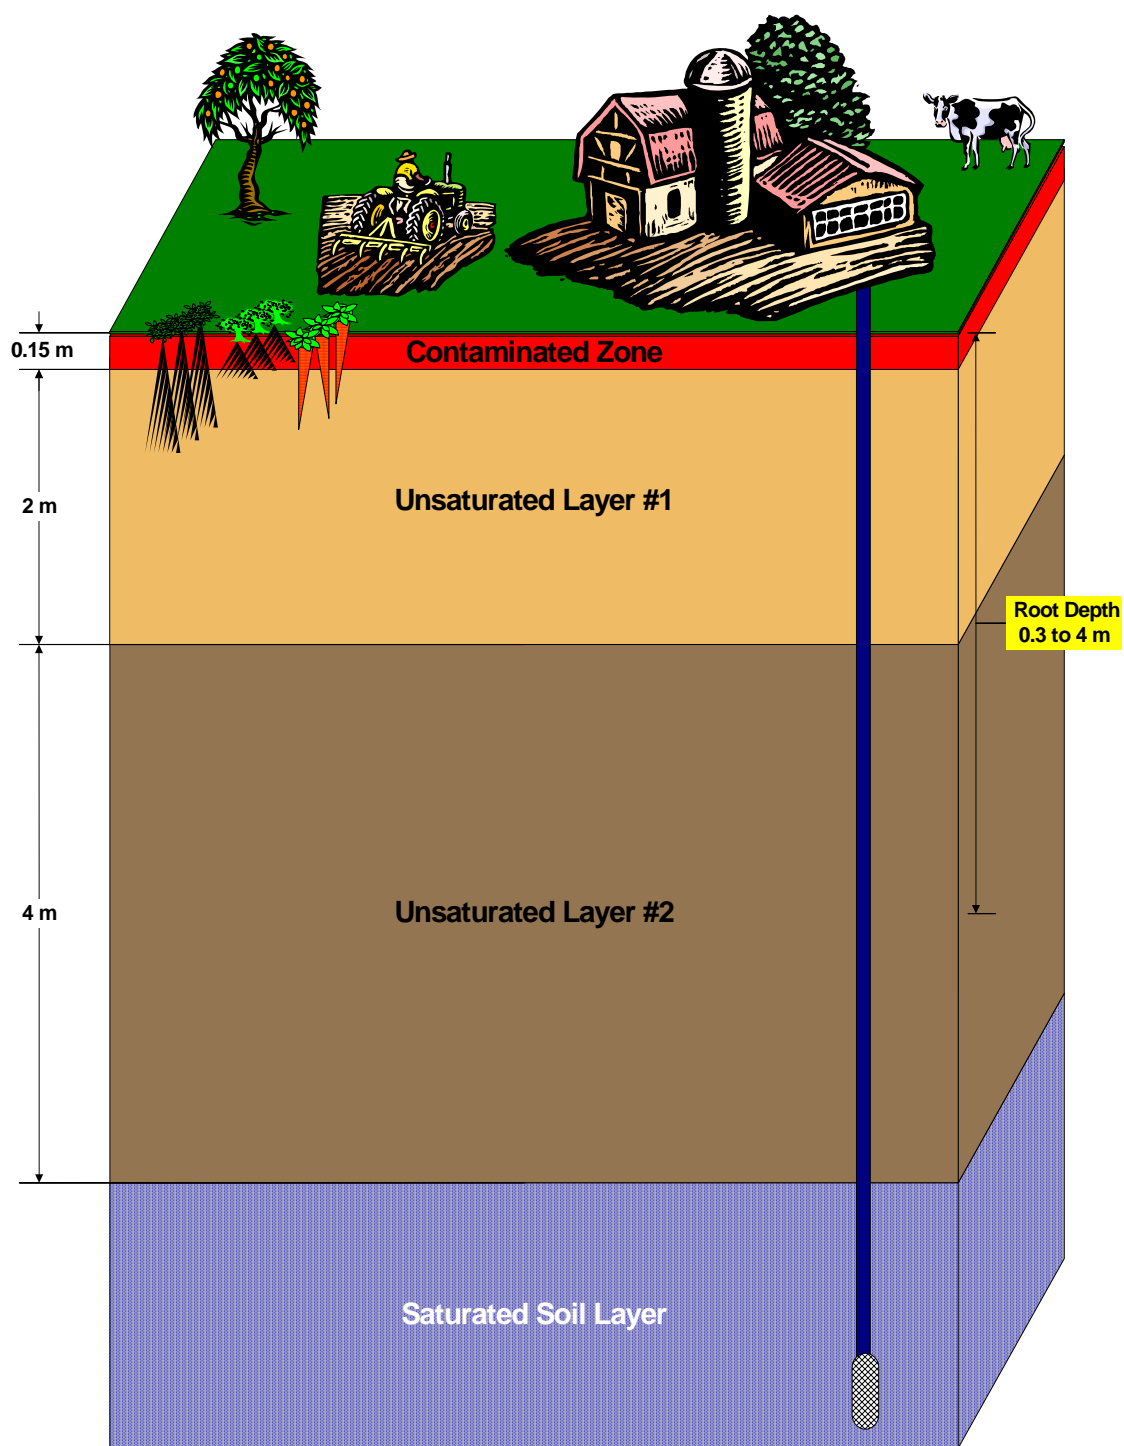 0.15 m
Contaminated Zone
2 m
Unsaturated Layer #1
Root Depth
0.3 to 4 m
4 m
Unsaturated Layer #2
Saturated Soil Layer